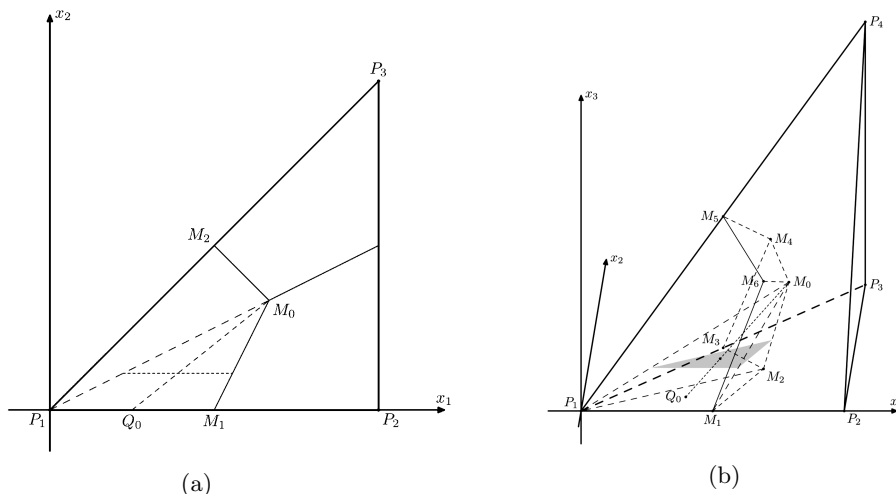 x₂
P₃
M₂
M₀
P₁
Q₀
M₁
P₂
x₁
(a)
P₄
x₃
M₅
M₄
x₂
M₆
M₀
P₃
M₃
M₂
P₁
Q₀
M₁
P₂
x
(b)